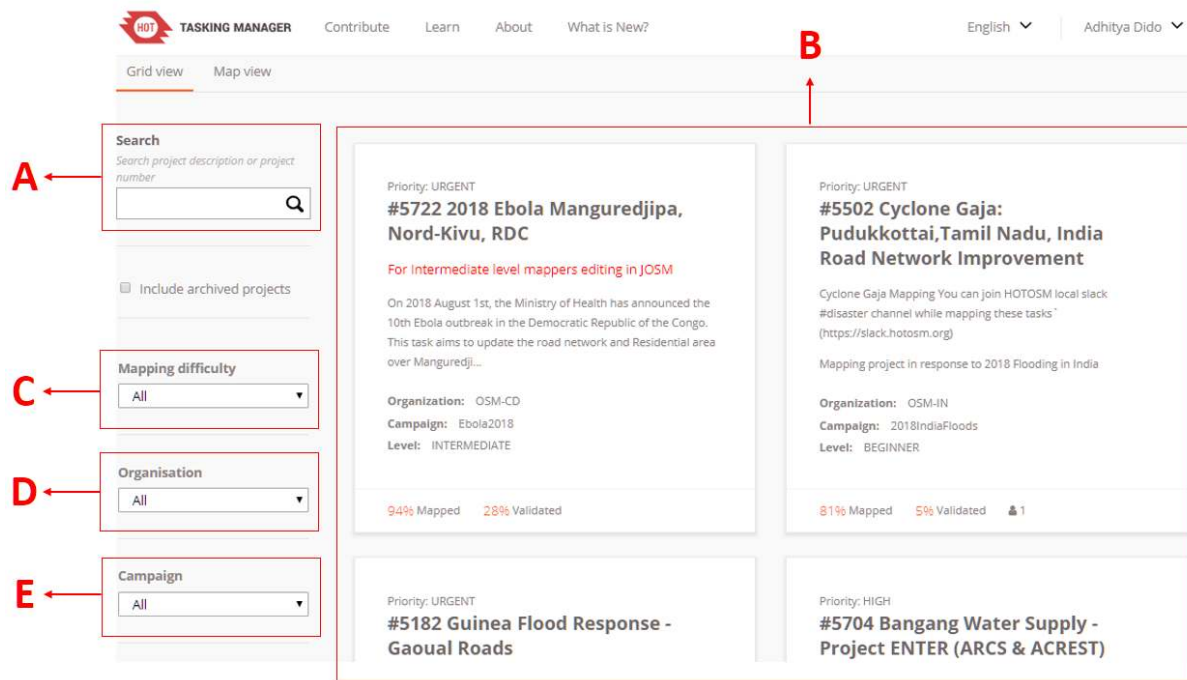 HOT TASKING MANAGER Contribute Learn About What is New? English Adhitya Dido
B
Grid view Map view
A
Search
Search project description or project
number
Include archived projects
C
Mapping difficulty
All
D
Organisation
All
E
Campaign
All
Priority: URGENT
#5722 2018 Ebola Manguredjipa,
Nord-Kivu, RDC
For Intermediate level mappers editing in JOSM
On 2018 August 1st, the Ministry of Health has announced the
10th Ebola outbreak in the Democratic Republic of the Congo.
This task aims to update the road network and Residential area
over Manguredji...
Organization: OSM-CD
Campaign: Ebola2018
Level: INTERMEDIATE
94% Mapped 28% Validated
Priority: URGENT
#5502 Cyclone Gaja:
Pudukkottai,Tamil Nadu, India
Road Network Improvement
Cyclone Gaja Mapping You can join HOTOSM local slack
#disaster channel while mapping these tasks `
(https://slack.hotosm.org)
Mapping project in response to 2018 Flooding in India
Organization: OSM-IN
Campaign: 2018IndiaFloods
Level: BEGINNER
81% Mapped 5% Validated 1
Priority: URGENT
#5182 Guinea Flood Response -
Gaoual Roads
Priority: HIGH
#5704 Bangang Water Supply -
Project ENTER (ARCS & ACREST)